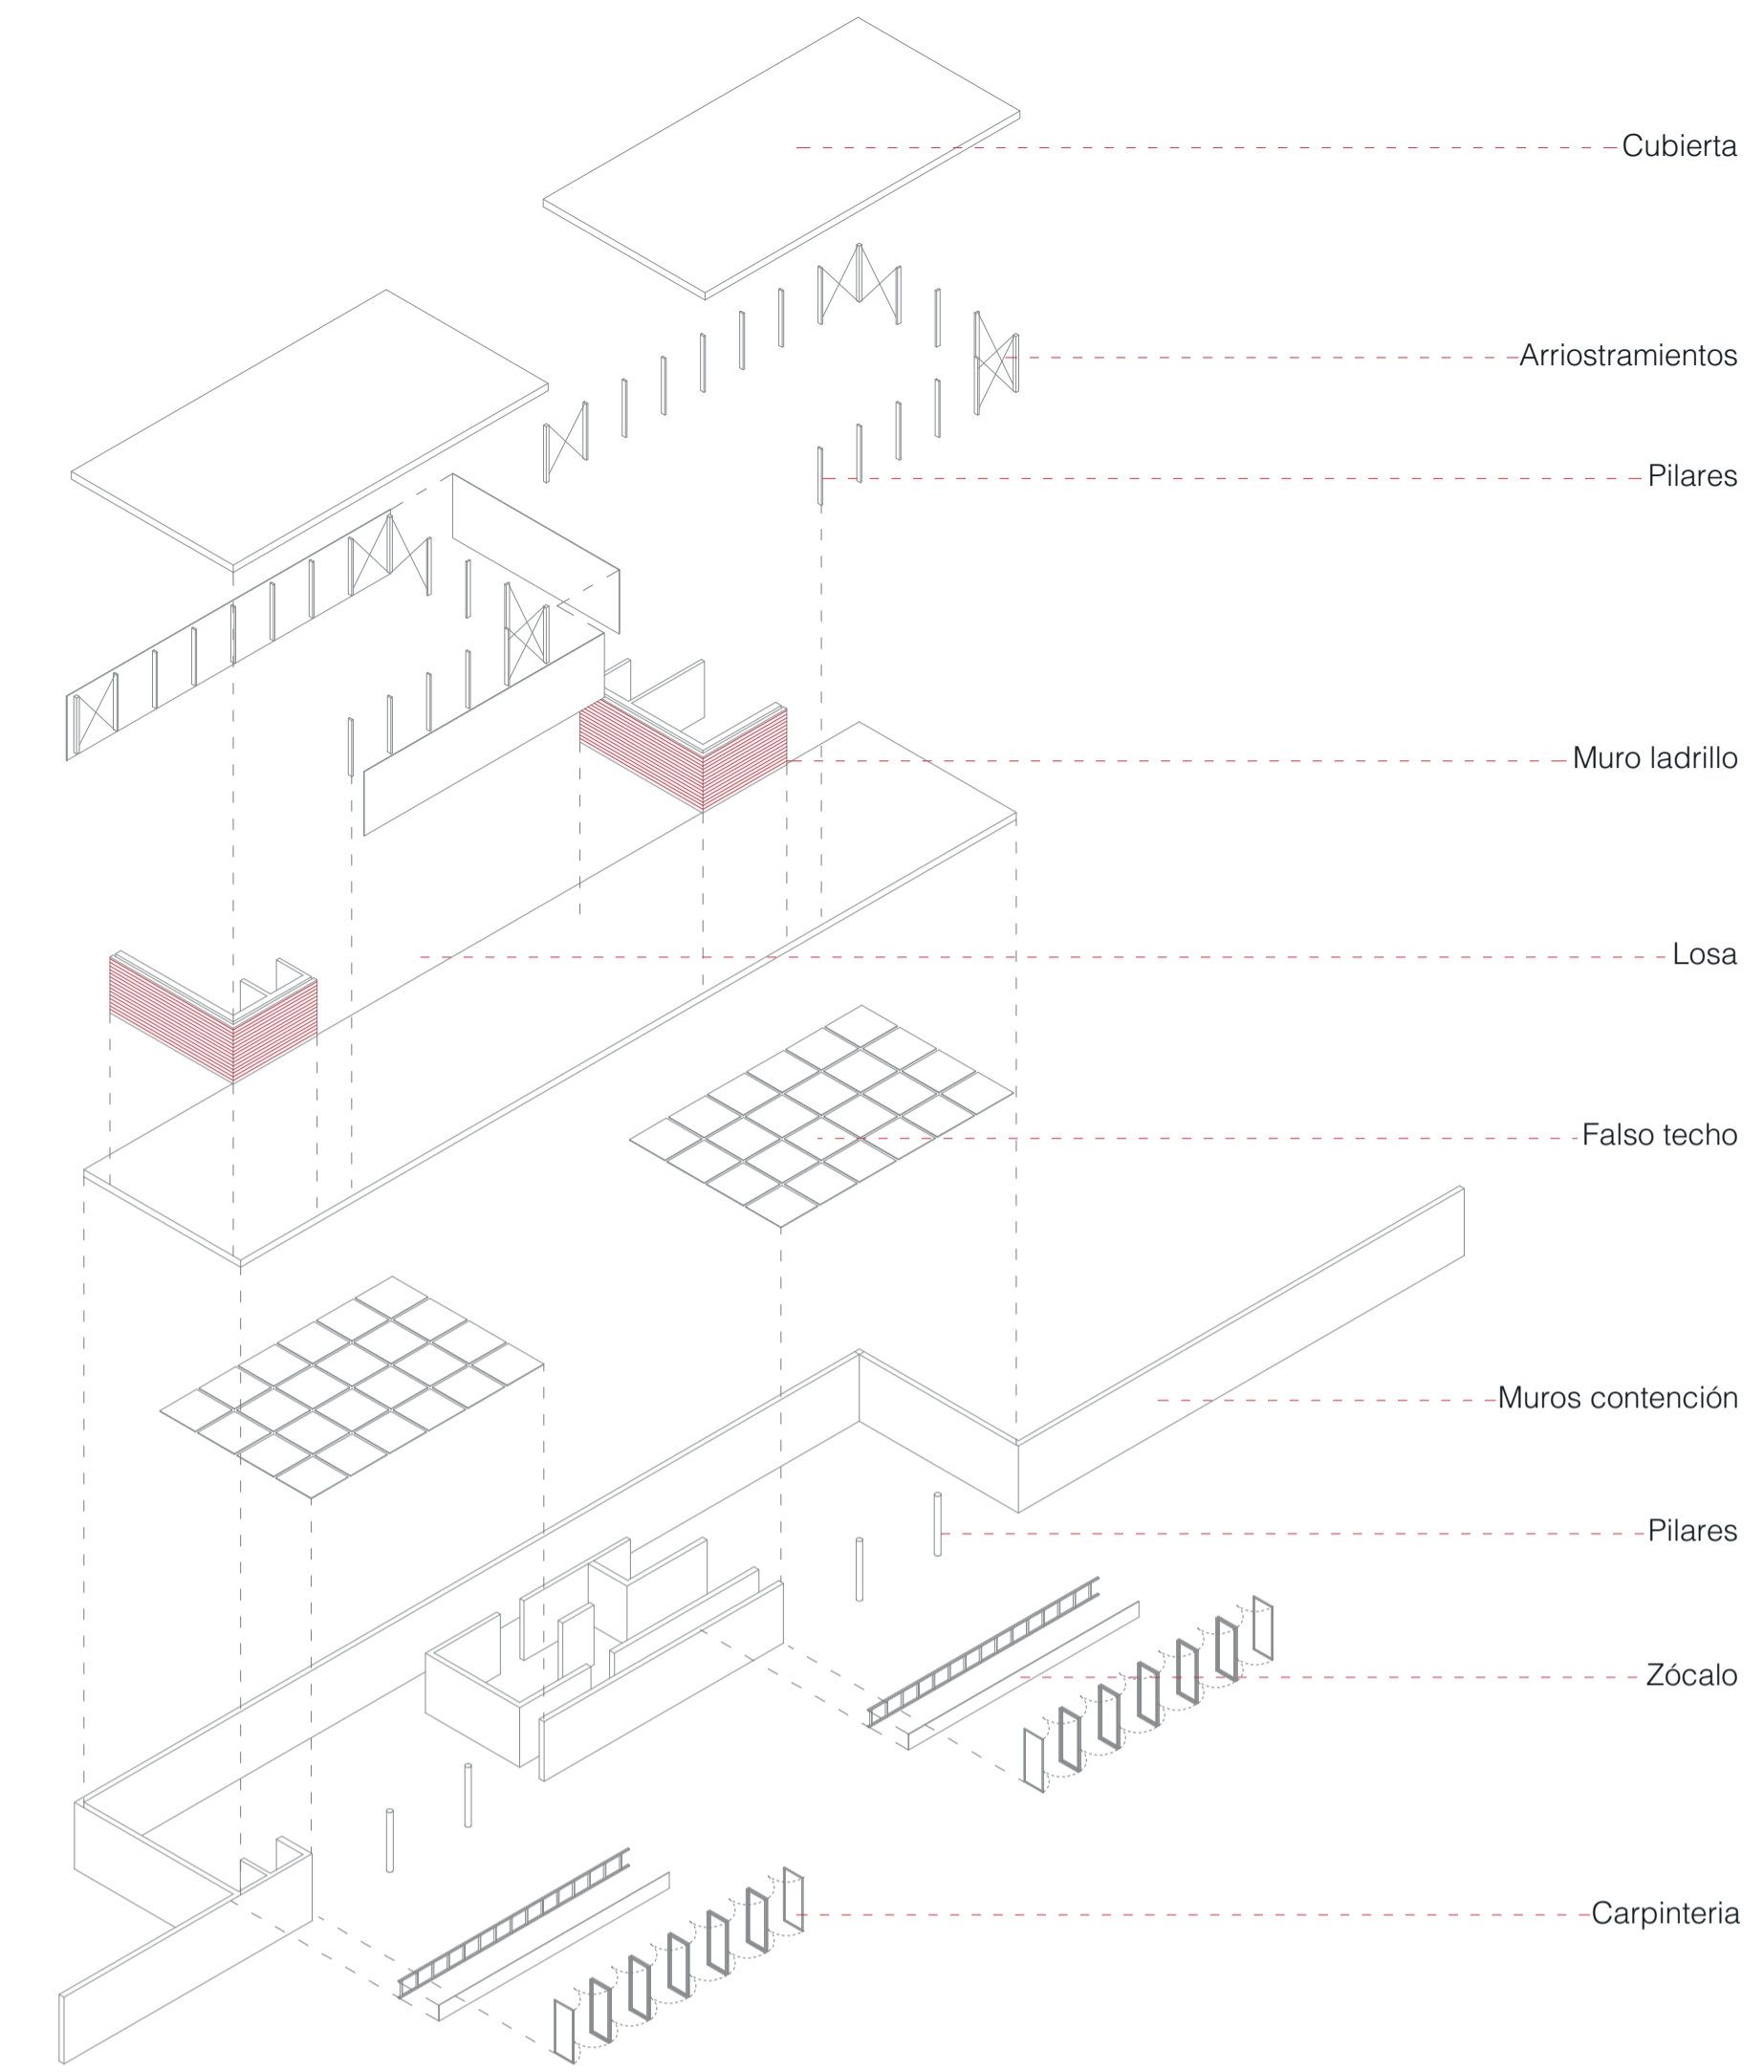 Cubierta
Arriostramientos
Pilares
Muro ladrillo
Losa
Falso techo
Muros contención
Pilares
Zócalo
Carpinteria